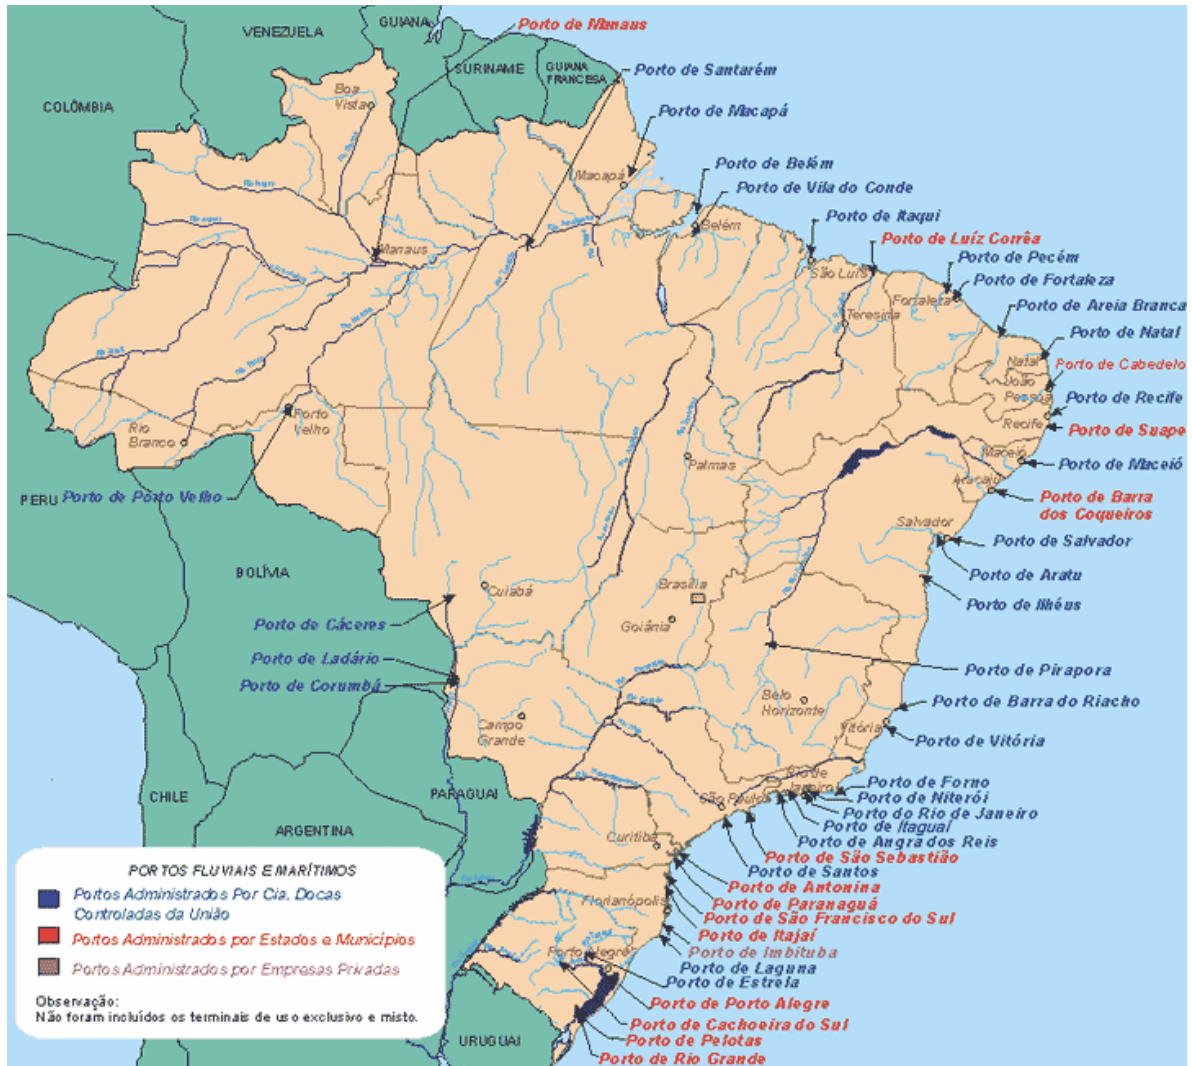 VENEZUELA
GUIANA
Porto de Manaus
SURINAME
GUIANA
FRANCESA
Porto de Santarém
COLÔMBIA
Boa
Vista
Porto de Macapá
Macapá
Porto de Belém
Porto de Vila do Conde
Belém
Porto de Itaqui
Porto de Luíz Corrêa
Manaus
São Luís
Porto de Pecém
Porto de Fortaleza
Fortaleza
Porto de Areia Branca
Teresina
Porto de Natal
Natal
Porto de Cabedelo
João
Pessoa
Porto de Recife
Porto
Velho
Rio
Branco
Recife
Porto de Suape
Maceió
Porto de Maceió
Palmas
Aracaju
PERU
Porto de Porto Velho
Porto de Barra
dos Coqueiros
Salvador
Porto de Salvador
BOLÍVIA
Porto de Aratu
Brasília
Cuiabá
Porto de Ilhéus
Goiânia
Porto de Cáceres
Porto de Ladário
Porto de Corumbá
Porto de Pirapora
Belo
Horizonte
Porto de Barra do Riacho
Campo
Grande
Vitória
Porto de Vitória
Rio de
Janeiro
Porto de Forno
CHILE
PARAGUAI
São Paulo
Porto de Niterói
Porto do Rio de Janeiro
Porto de Itaguaí
ARGENTINA
Curitiba
Porto de Angra dos Reis
Porto de São Sebastião
Porto de Santos
Porto de Antonina
Florianópolis
Porto de Paranaguá
Porto de São Francisco do Sul
Porto de Itajaí
Porto Alegre
Porto de Imbituba
Porto de Laguna
Porto de Estrela
Porto de Porto Alegre
Porto de Cachoeira do Sul
URUGUAI
Porto de Pelotas
Porto de Rio Grande
PORTOS FLUVIAIS E MARÍTIMOS
Portos Administrados Por Cia. Docas
Controladas da União
Portos Administrados por Estados e Municípios
Portos Administrados por Empresas Privadas
Observação:
Não foram incluídos os terminais de uso exclusivo e misto.